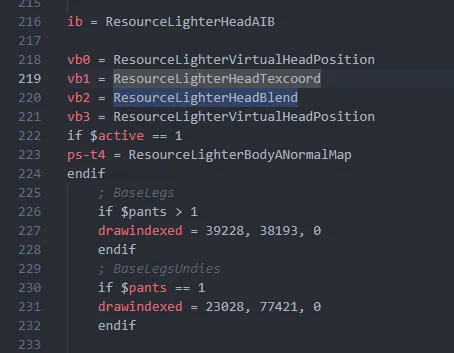 216 ib = ResourceLighterHeadAIB
217
218 vb0 = ResourceLighterVirtualHeadPosition
219 vb1 = ResourceLighterHeadTexcoord
220 vb2 = ResourceLighterHeadBlend
221 vb3 = ResourceLighterVirtualHeadPosition
222 if $active == 1
223 ps-t4 = ResourceLighterBodyANormalMap
224 endif
225 ; BaseLegs
226 if $pants > 1
227 drawindexed = 39228, 38193, 0
228 endif
229 ; BaseLegsUndies
230 if $pants == 1
231 drawindexed = 23028, 77421, 0
232 endif